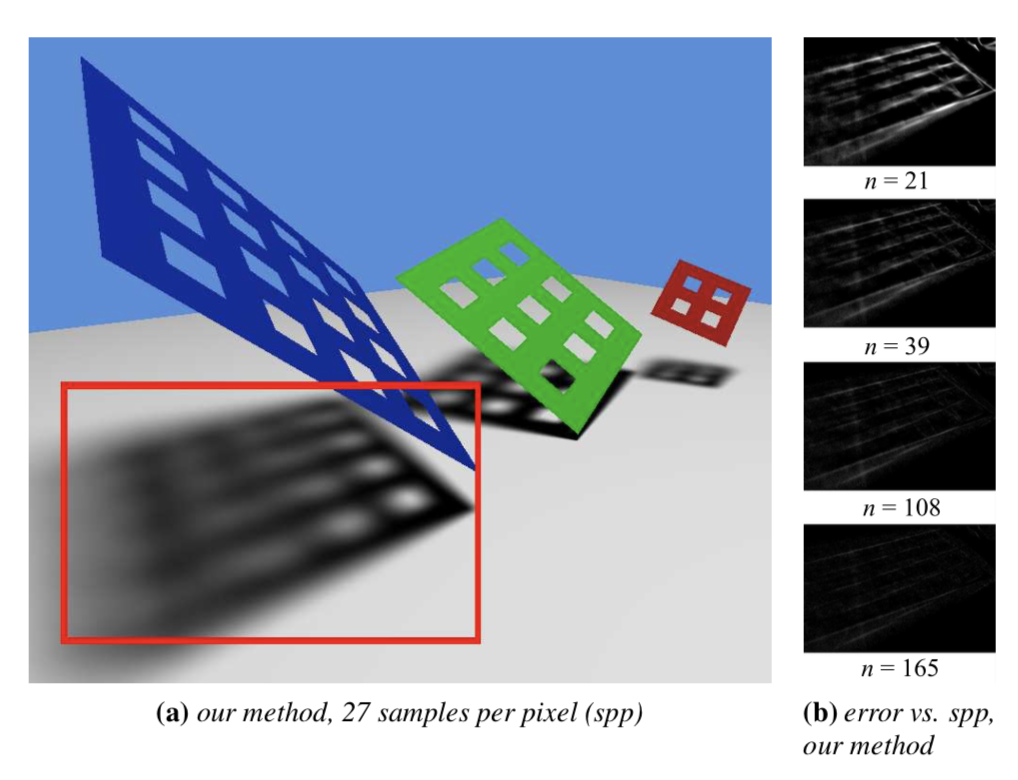 n = 21
n = 39
n = 108
n = 165
(a) our method, 27 samples per pixel (spp)
(b) error vs. spp,
our method